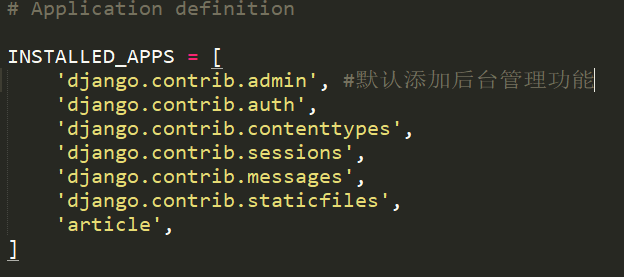 # Application definition
INSTALLED_APPS = [
'django.contrib.admin', #默认添加后台管理功能
'django.contrib.auth',
'django.contrib.contenttypes',
'django.contrib.sessions',
'django.contrib.messages',
'django.contrib.staticfiles',
'article',
]